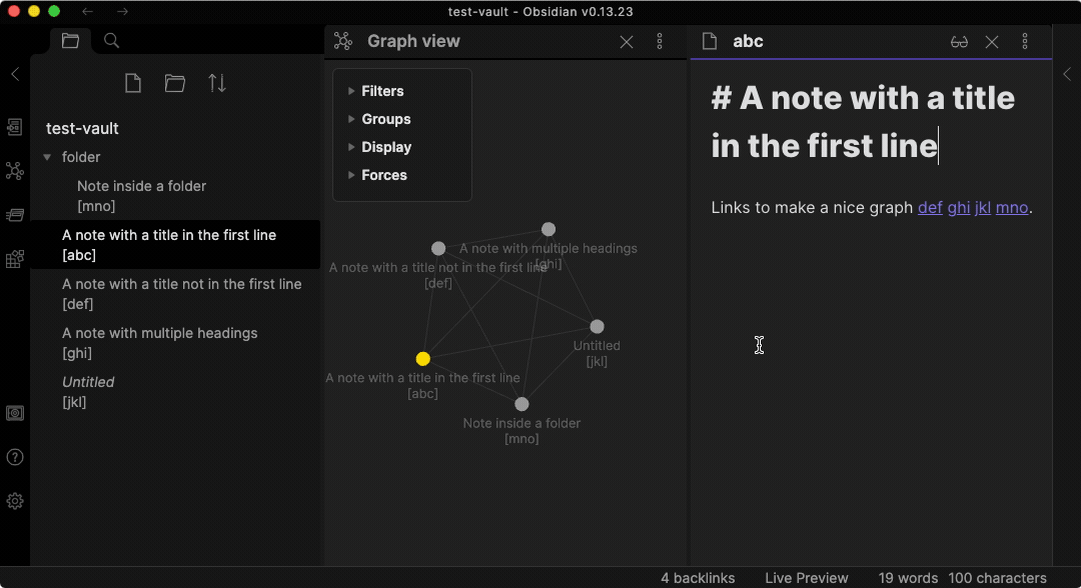 test-vault - Obsidian v0.13.23
Graph view
abc
test-vault
folder
Note inside a folder
[mno]
A note with a title in the first line
[abc]
A note with a title not in the first line
[def]
A note with multiple headings
[ghi]
Untitled
[jkl]
Filters
Groups
Display
Forces
A note with multiple headings
[ghi]
A note with a title not in the first line
[def]
Untitled
[jkl]
A note with a title in the first line
[abc]
Note inside a folder
[mno]
# A note with a title
in the first line
Links to make a nice graph def ghi jkl mno.
4 backlinks Live Preview 19 words 100 characters